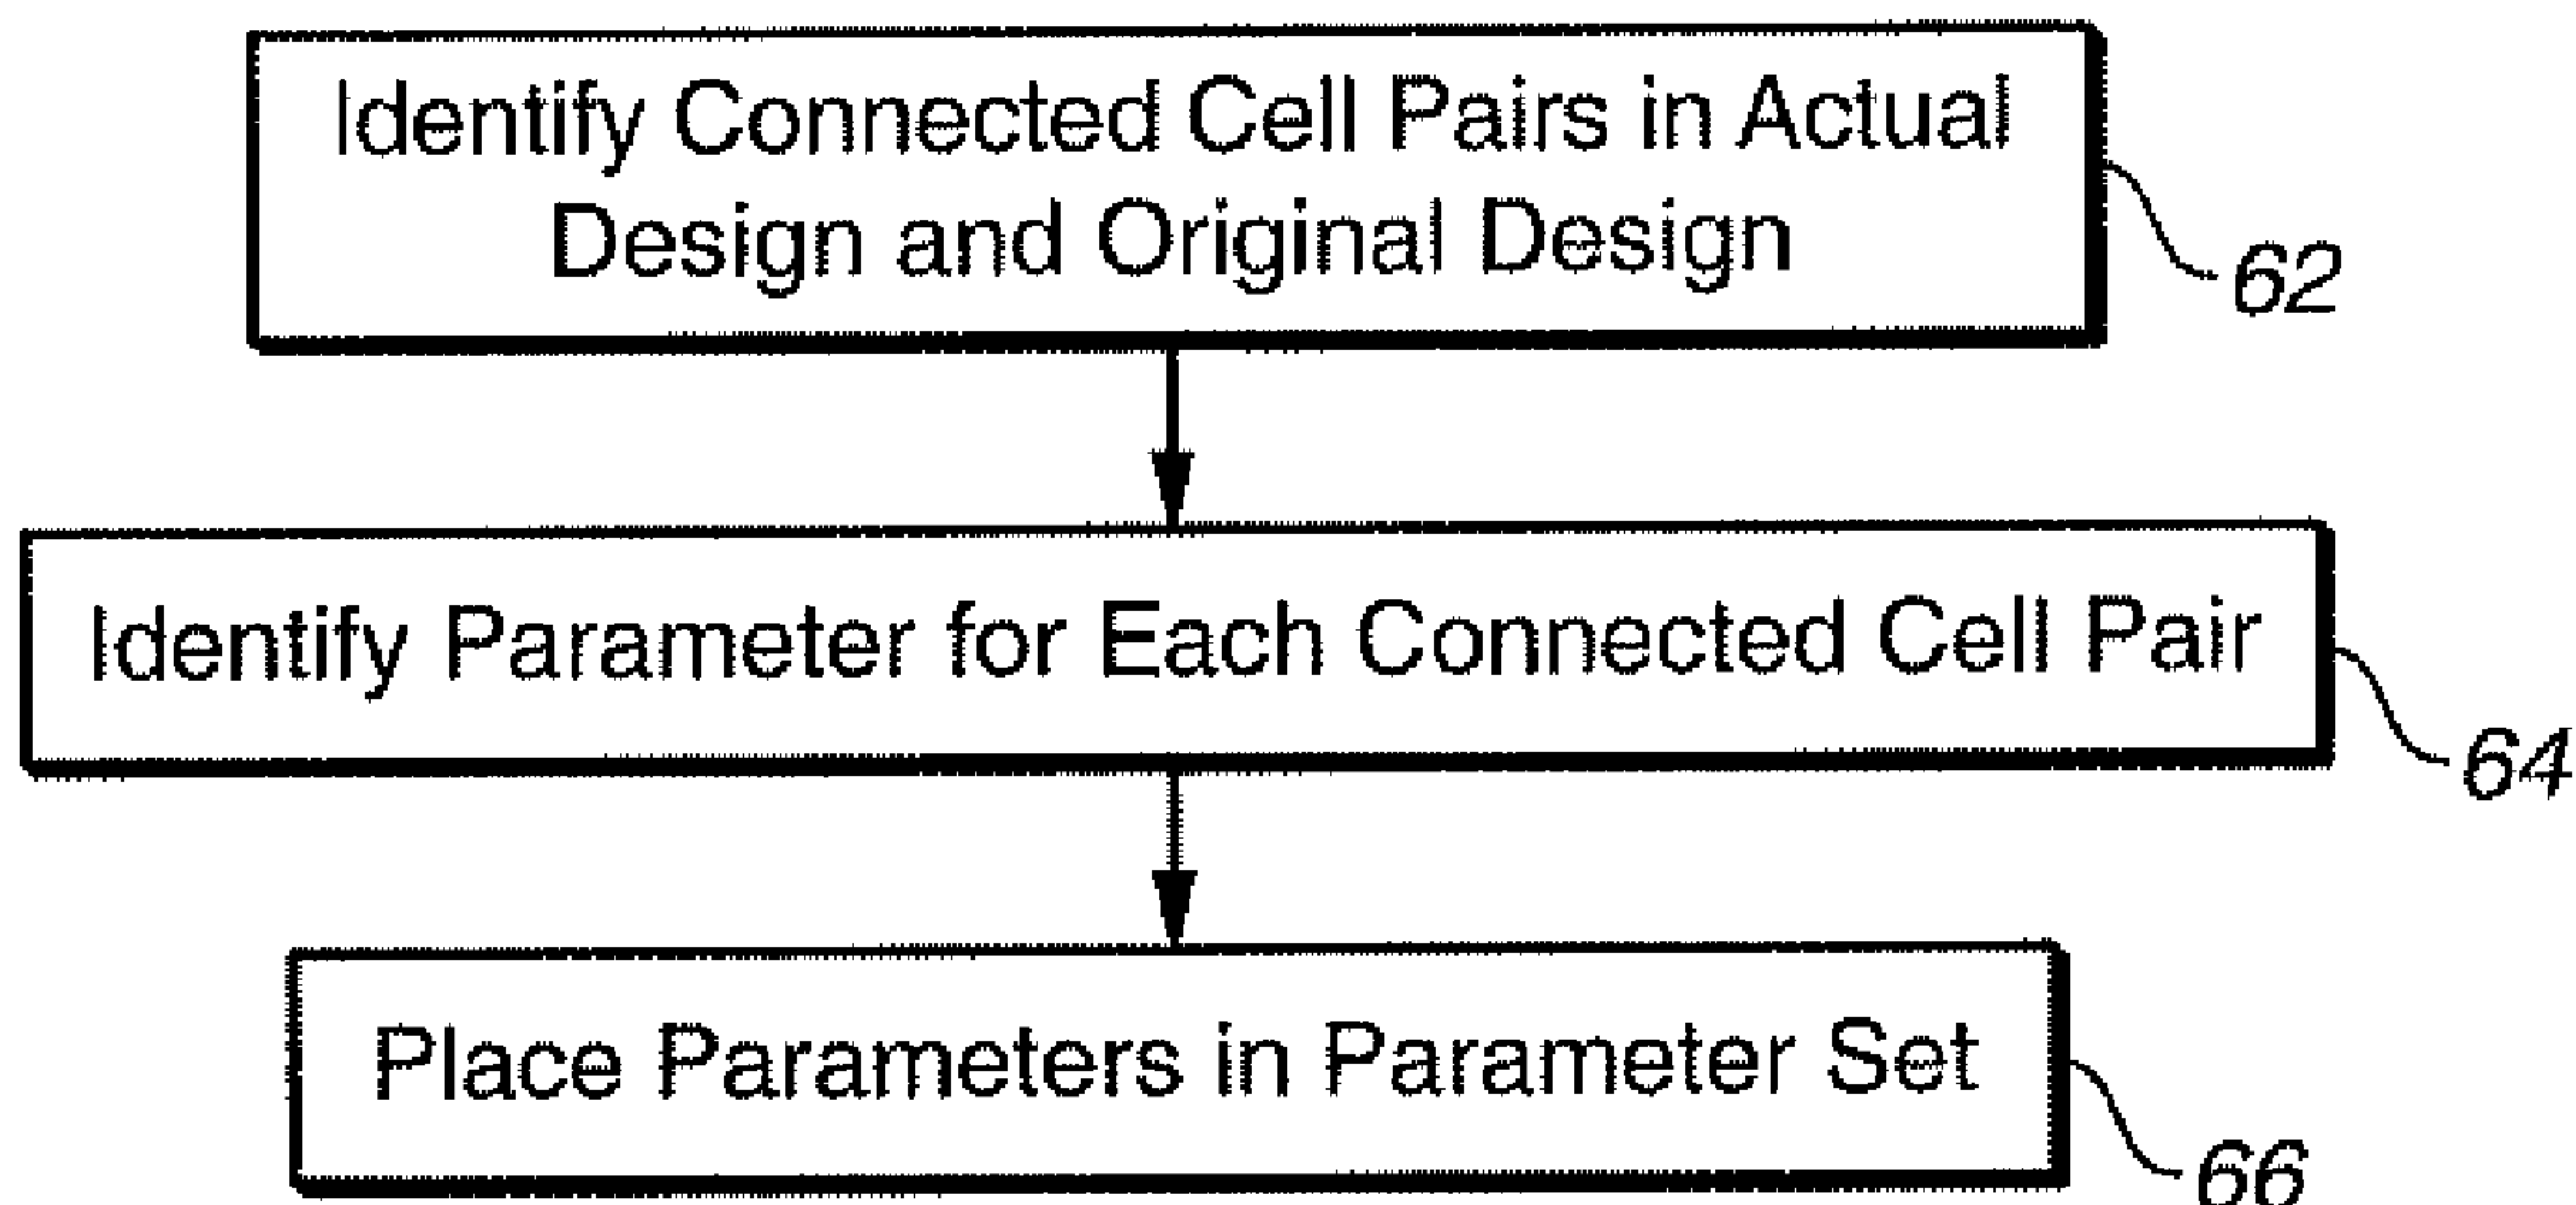 Identify Connected Cell Pairs in Actual
Design and Original Design
62
Identify Parameter for Each Connected Cell Pair
64
Place Parameters in Parameter Set
66